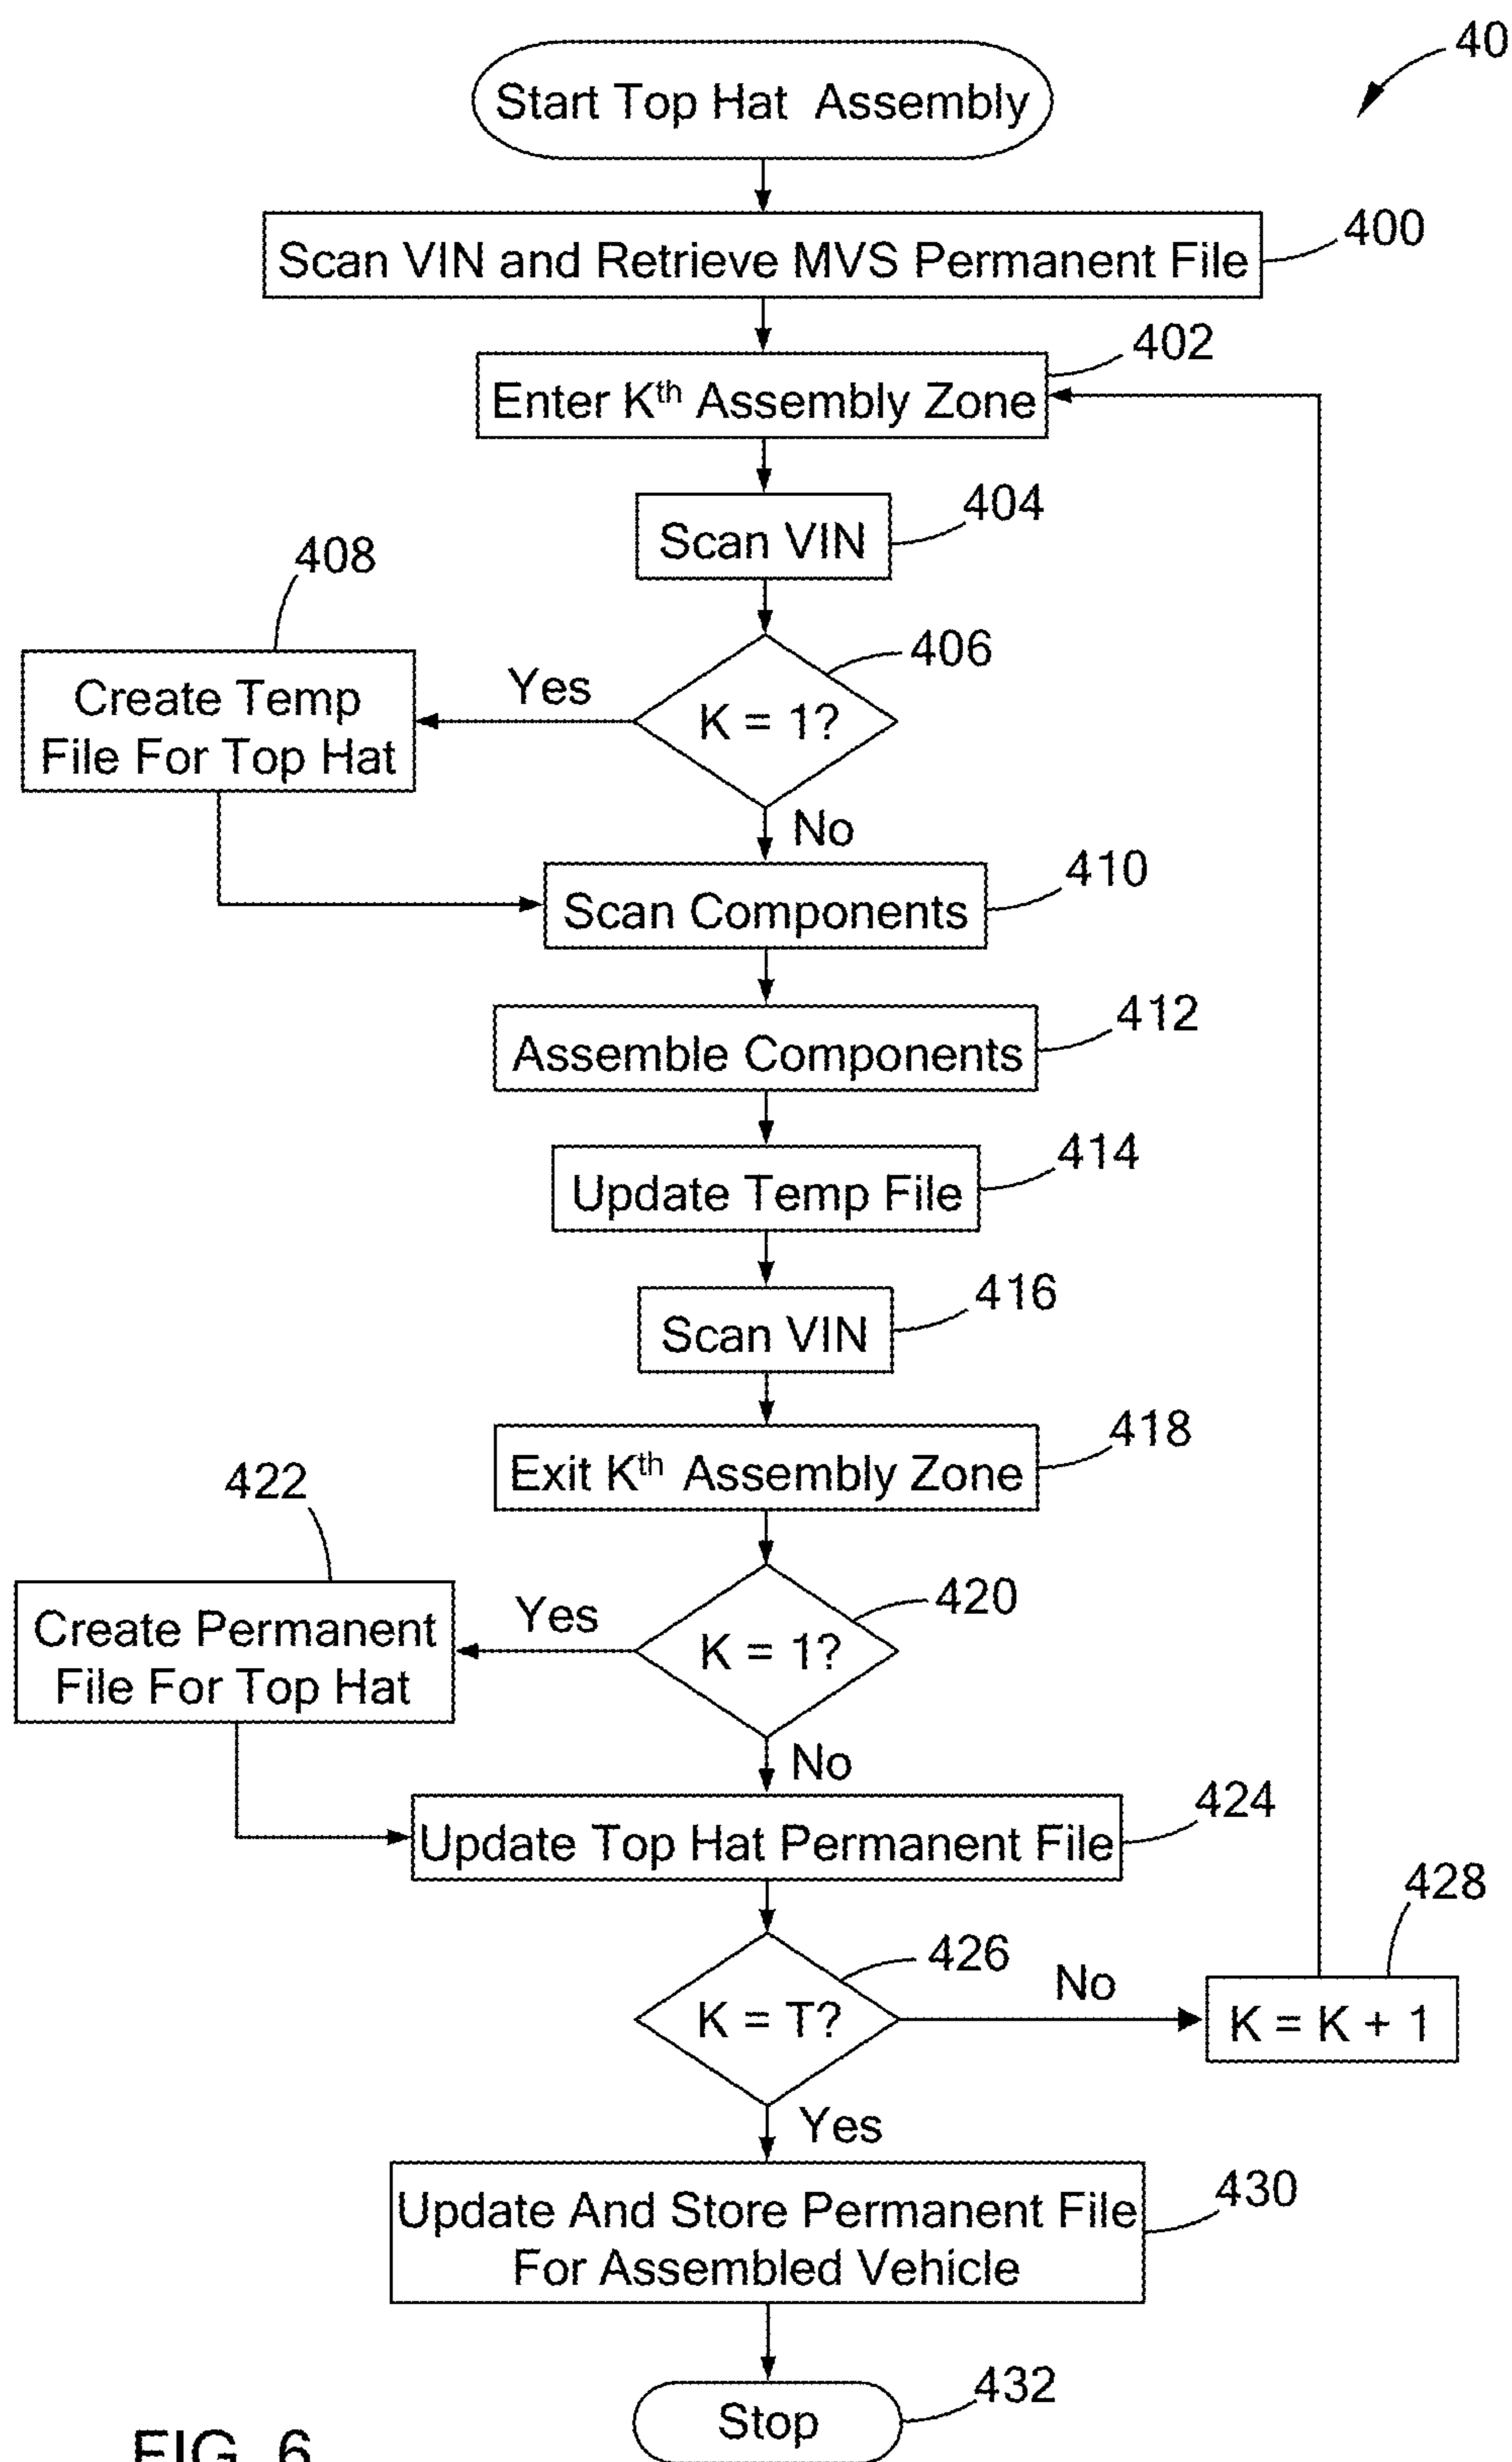 40
Start Top Hat Assembly
Scan VIN and Retrieve MVS Permanent File
400
402
Enter Kth Assembly Zone
404
Scan VIN
408
406
Create Temp
File For Top Hat
Yes
K = 1?
No
410
Scan Components
412
Assemble Components
414
Update Temp File
416
Scan VIN
418
Exit Kth Assembly Zone
422
420
Create Permanent
File For Top Hat
Yes
K = 1?
No
424
Update Top Hat Permanent File
428
426
No
K = T?
K = K + 1
Yes
430
Update And Store Permanent File
For Assembled Vehicle
432
Stop
FIG. 6